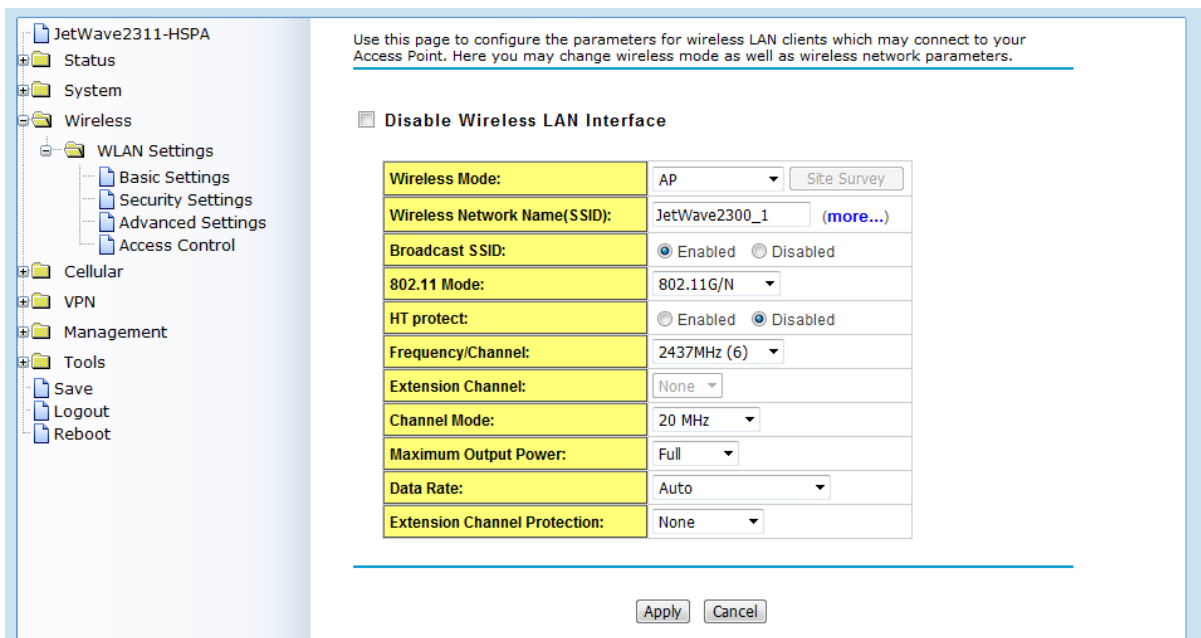 JetWave2311-HSPA
Status
System
Wireless
WLAN Settings
Basic Settings
Security Settings
Advanced Settings
Access Control
Cellular
VPN
Management
Tools
Save
Logout
Reboot
Use this page to configure the parameters for wireless LAN clients which may connect to your
Access Point. Here you may change wireless mode as well as wireless network parameters.
Disable Wireless LAN Interface
Wireless Mode: AP Site Survey
Wireless Network Name(SSID): JetWave2300_1 (more...)
Broadcast SSID: Enabled Disabled
802.11 Mode: 802.11G/N
HT protect: Enabled Disabled
Frequency/Channel: 2437MHz (6)
Extension Channel: None
Channel Mode: 20 MHz
Maximum Output Power: Full
Data Rate: Auto
Extension Channel Protection: None
Apply Cancel